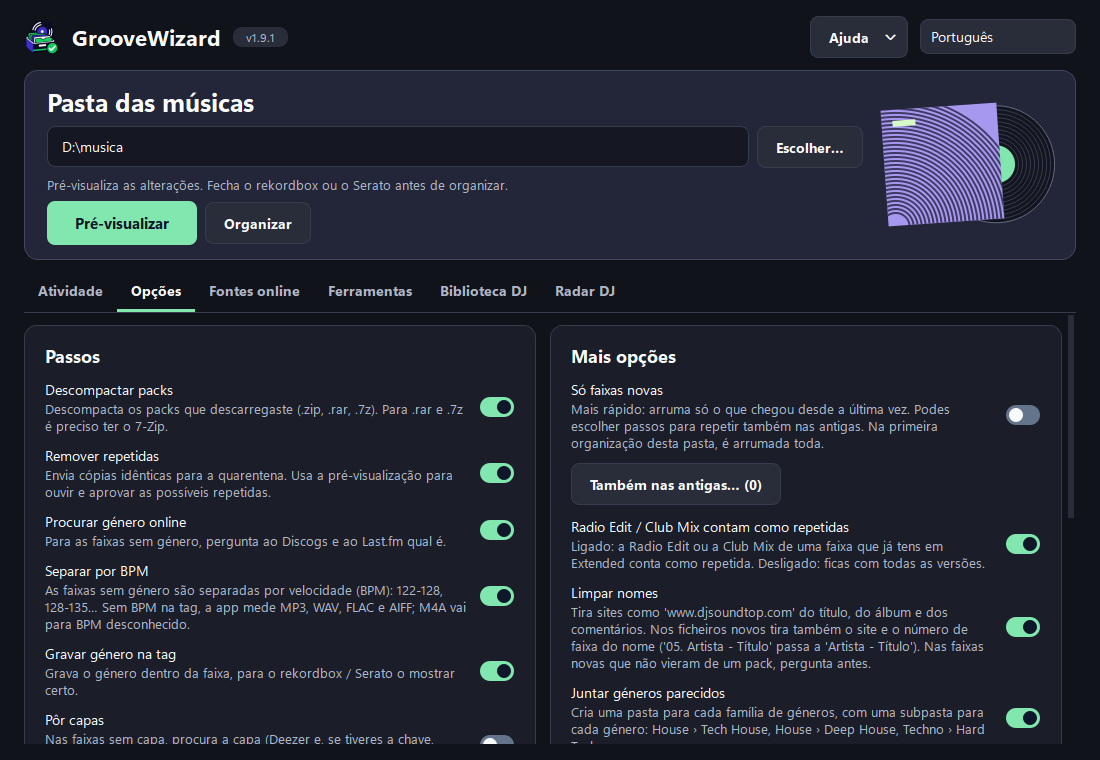 GrooveWizard
v1.9.1
Ajuda
Português
Pasta das músicas
D:\musica
Escolher...
Pré-visualiza as alterações. Fecha o rekordbox ou o Serato antes de organizar.
Pré-visualizar
Organizar
Atividade
Opções
Fontes online
Ferramentas
Biblioteca DJ
Radar DJ
Passos
Descompactar packs
Descompacta os packs que descarregaste (.zip, .rar, .7z). Para .rar e .7z
é preciso ter o 7-Zip.
Remover repetidas
Envia cópias idênticas para a quarentena. Usa a pré-visualização para
ouvir e aprovar as possíveis repetidas.
Procurar género online
Para as faixas sem género, pergunta ao Discogs e ao Last.fm qual é.
Separar por BPM
As faixas sem género são separadas por velocidade (BPM): 122-128,
128-135... Sem BPM na tag, a app mede MP3, WAV, FLAC e AIFF; M4A vai
para BPM desconhecido.
Gravar género na tag
Grava o género dentro da faixa, para o rekordbox / Serato o mostrar
certo.
Pôr capas
Nas faixas sem capa, procura a capa (Deezer e, se tiveres a chave,
Mais opções
Só faixas novas
Mais rápido: arruma só o que chegou desde a última vez. Podes
escolher passos para repetir também nas antigas. Na primeira
organização desta pasta, é arrumada toda.
Também nas antigas... (0)
Radio Edit / Club Mix contam como repetidas
Ligado: a Radio Edit ou a Club Mix de uma faixa que já tens em
Extended conta como repetida. Desligado: ficas com todas as versões.
Limpar nomes
Tira sites como 'www.djsoundtop.com' do título, do álbum e dos
comentários. Nos ficheiros novos tira também o site e o número de
faixa do nome ('05. Artista - Título' passa a 'Artista - Título'). Nas faixas
novas que não vieram de um pack, pergunta antes.
Juntar géneros parecidos
Cria uma pasta para cada família de géneros, com uma subpasta para
cada género: House › Tech House, House › Deep House, Techno › Hard